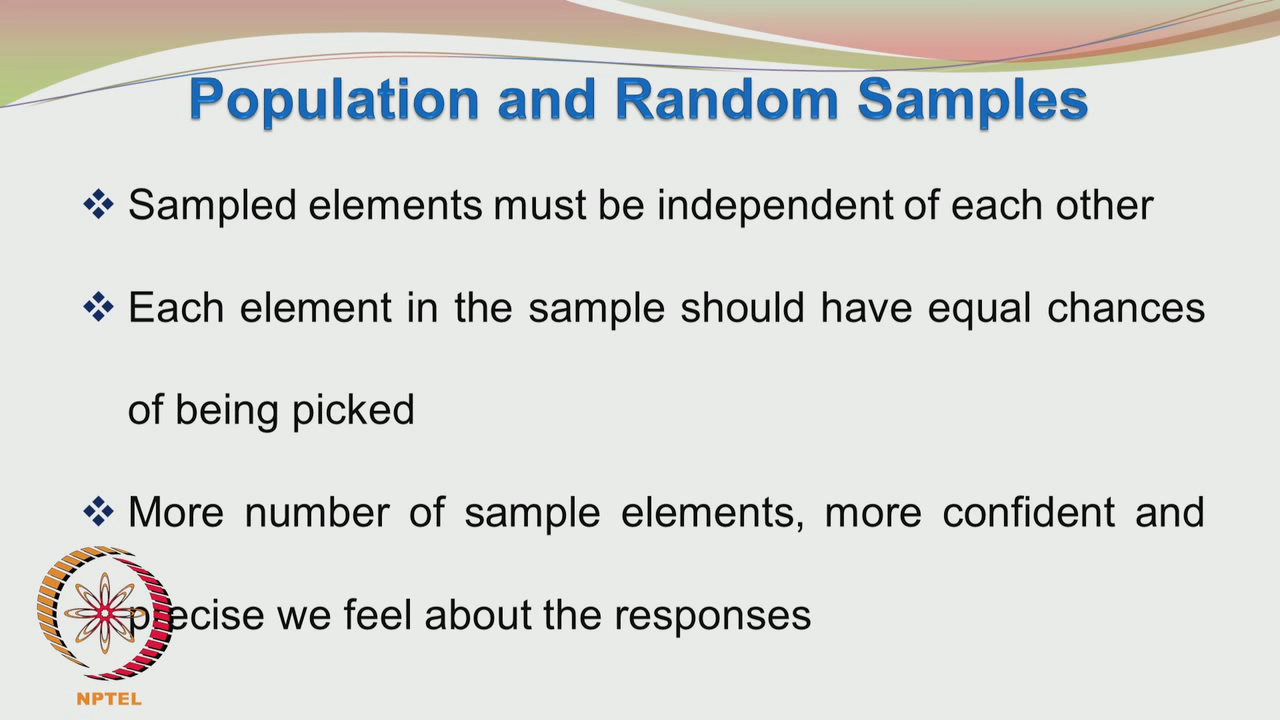 Population and Random Samples
Sampled elements must be independent of each other
Each element in the sample should have equal chances
of being picked
More number of sample elements, more confident and
precise we feel about the responses
NPTEL